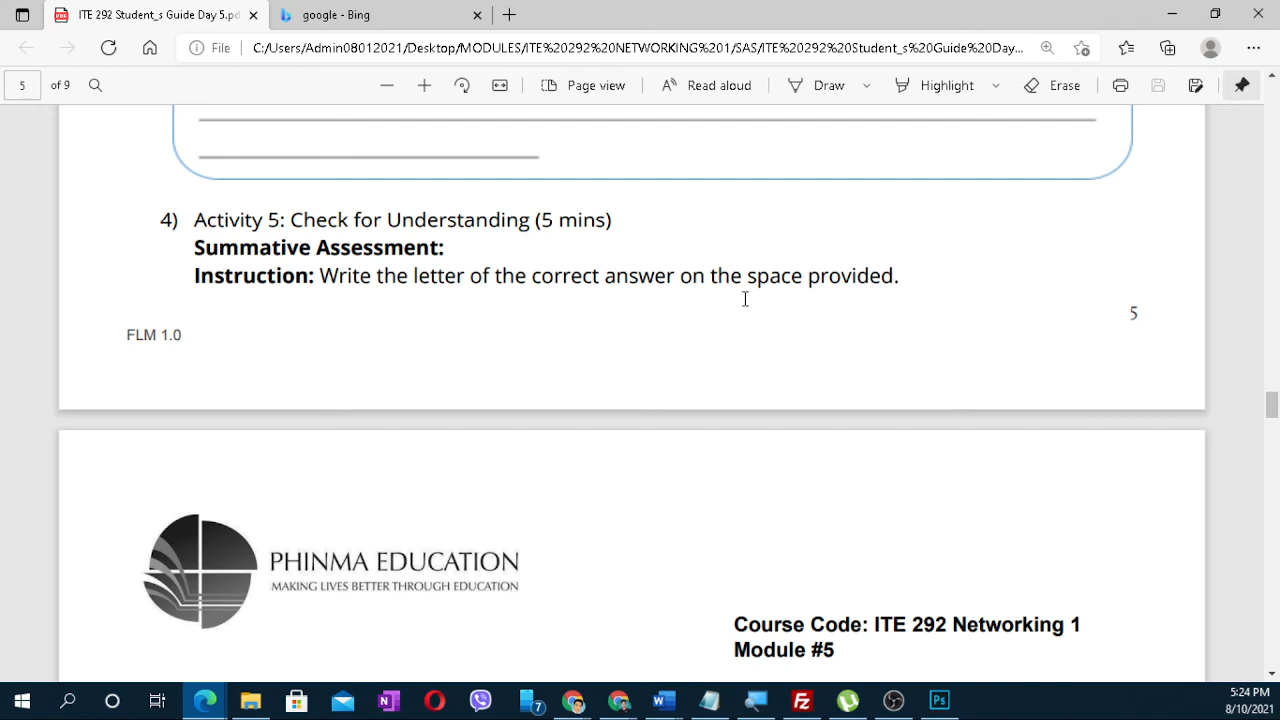 ITE 292 Student_s Guide Day 5.pd
google - Bing
File
C:/Users/Admin08012021/Desktop/MODULES/ITE%20292%20NETWORKING%201/SAS/ITE%20292%20Student_s%20Guide%20Day...
5 of 9
Page view
Read aloud
Draw
Highlight
Erase
4) Activity 5: Check for Understanding (5 mins)
Summative Assessment:
Instruction: Write the letter of the correct answer on the space provided.
5
FLM 1.0
PHINMA EDUCATION
MAKING LIVES BETTER THROUGH EDUCATION
Course Code: ITE 292 Networking 1
Module #5
7
5:24 PM
8/10/2021